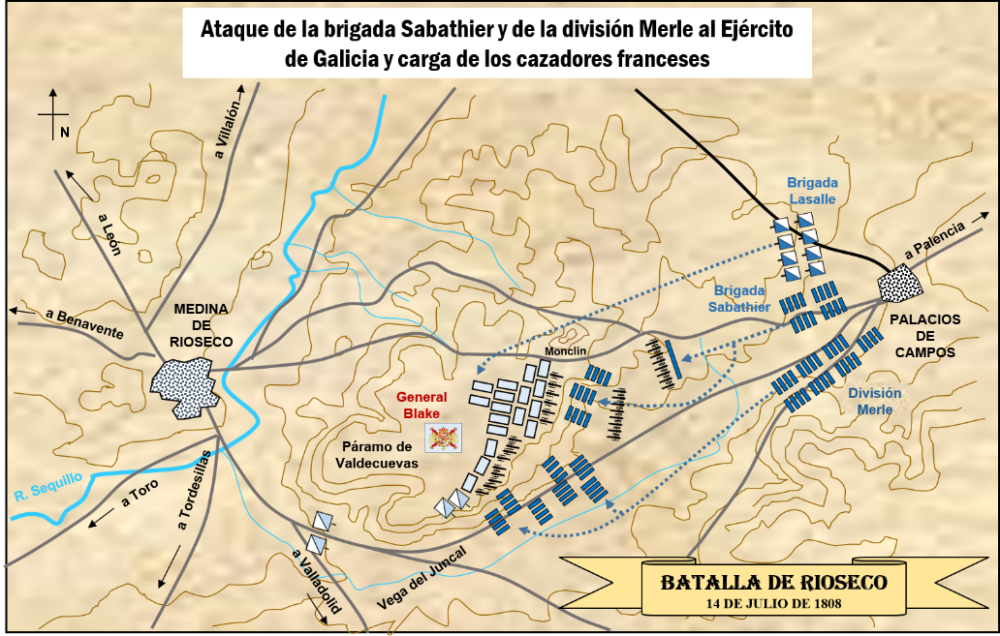 Ataque de la brigada Sabathier y de la división Merle al Ejército
de Galicia y carga de los cazadores franceses
N
a Villalón
a León
a Benavente
MEDINA
DE
RIOSECO
Brigada
Lasalle
a Palencia
Brigada
Sabathier
PALACIOS
DE
CAMPOS
Monclin
General
Blake
División
Merle
Páramo de
Valdecuevas
R. Sequillo
a Toro
a Tordesillas
a Valladolid
Vega del Juncal
BATALLA DE RIOSECO
14 DE JULIO DE 1808